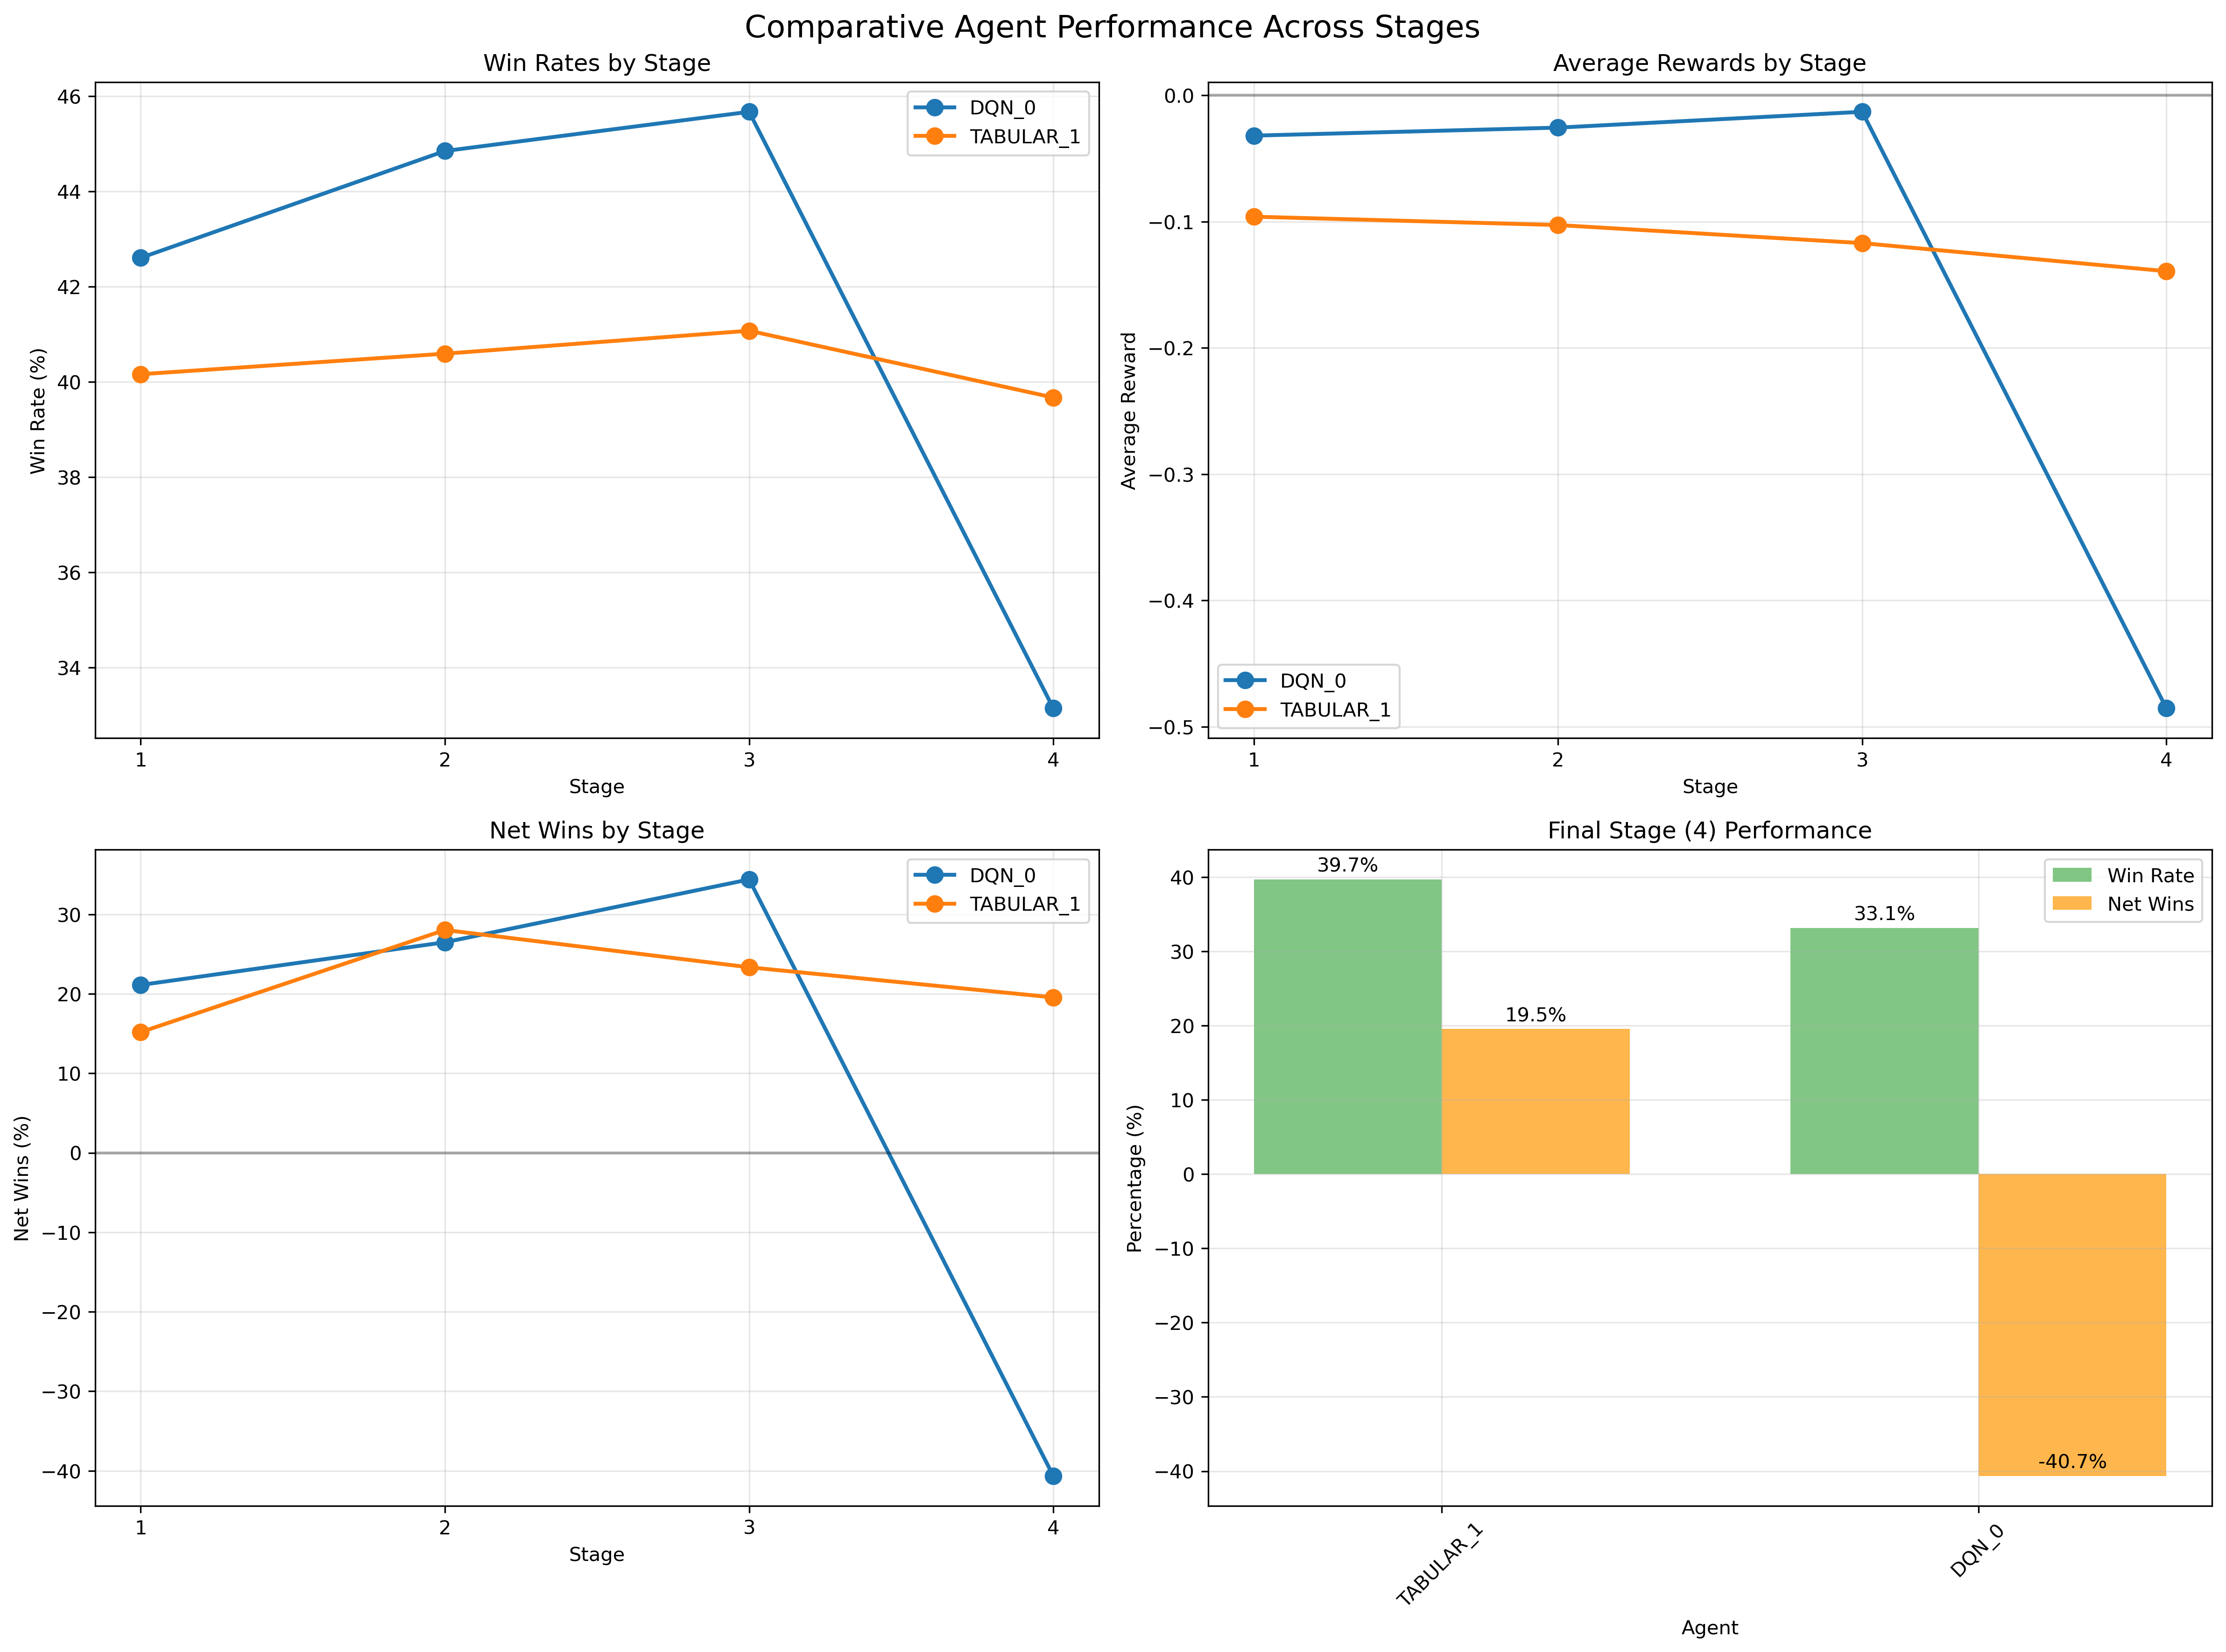 Comparative Agent Performance Across Stages
Win Rates by Stage
46
44
42
40
38
36
34
Win Rate (%)
1 2 3 4
Stage
DQN_0
TABULAR_1
Average Rewards by Stage
0.0
−0.1
−0.2
−0.3
−0.4
−0.5
Average Reward
1 2 3 4
Stage
DQN_0
TABULAR_1
Net Wins by Stage
30
20
10
0
−10
−20
−30
−40
Net Wins (%)
1 2 3 4
Stage
DQN_0
TABULAR_1
Final Stage (4) Performance
40
30
20
10
0
−10
−20
−30
−40
Percentage (%)
39.7%
19.5%
33.1%
-40.7%
Win Rate
Net Wins
TABULAR_1
DQN_0
Agent